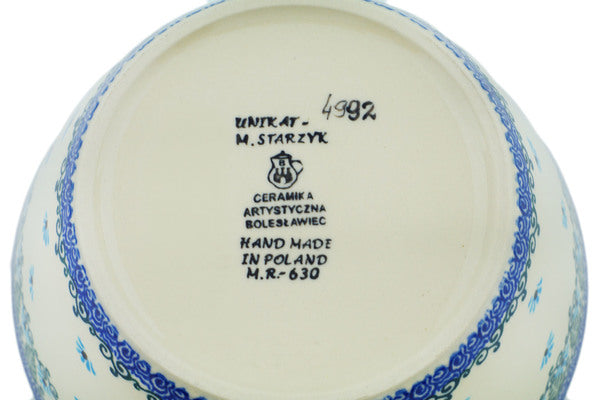 UNIKAT- 4992
M. STARZYK
B
CERAMIKA
ARTYSTYCZNA
BOLESŁAWIEC
HAND MADE
IN POLAND
M.R.-630